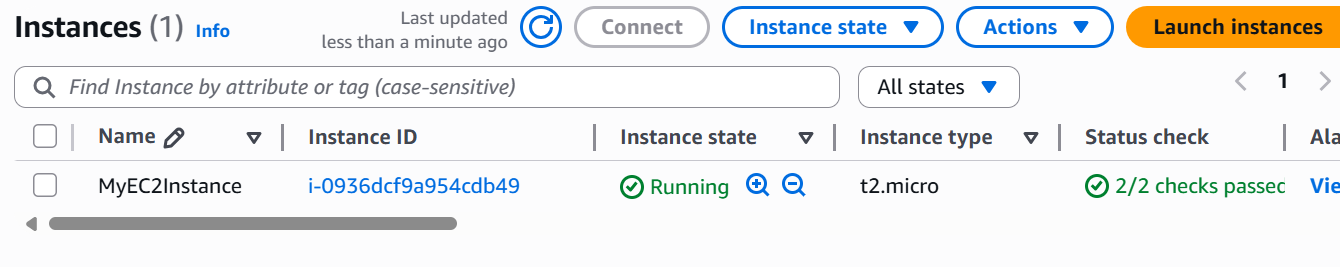 Instances (1) Info
Last updated
less than a minute ago
Connect
Instance state
Actions
Launch instances
Find Instance by attribute or tag (case-sensitive)
All states
1
Name Instance ID Instance state Instance type Status check Ala
MyEC2Instance i-0936dcf9a954cdb49 Running t2.micro 2/2 checks passed Vie